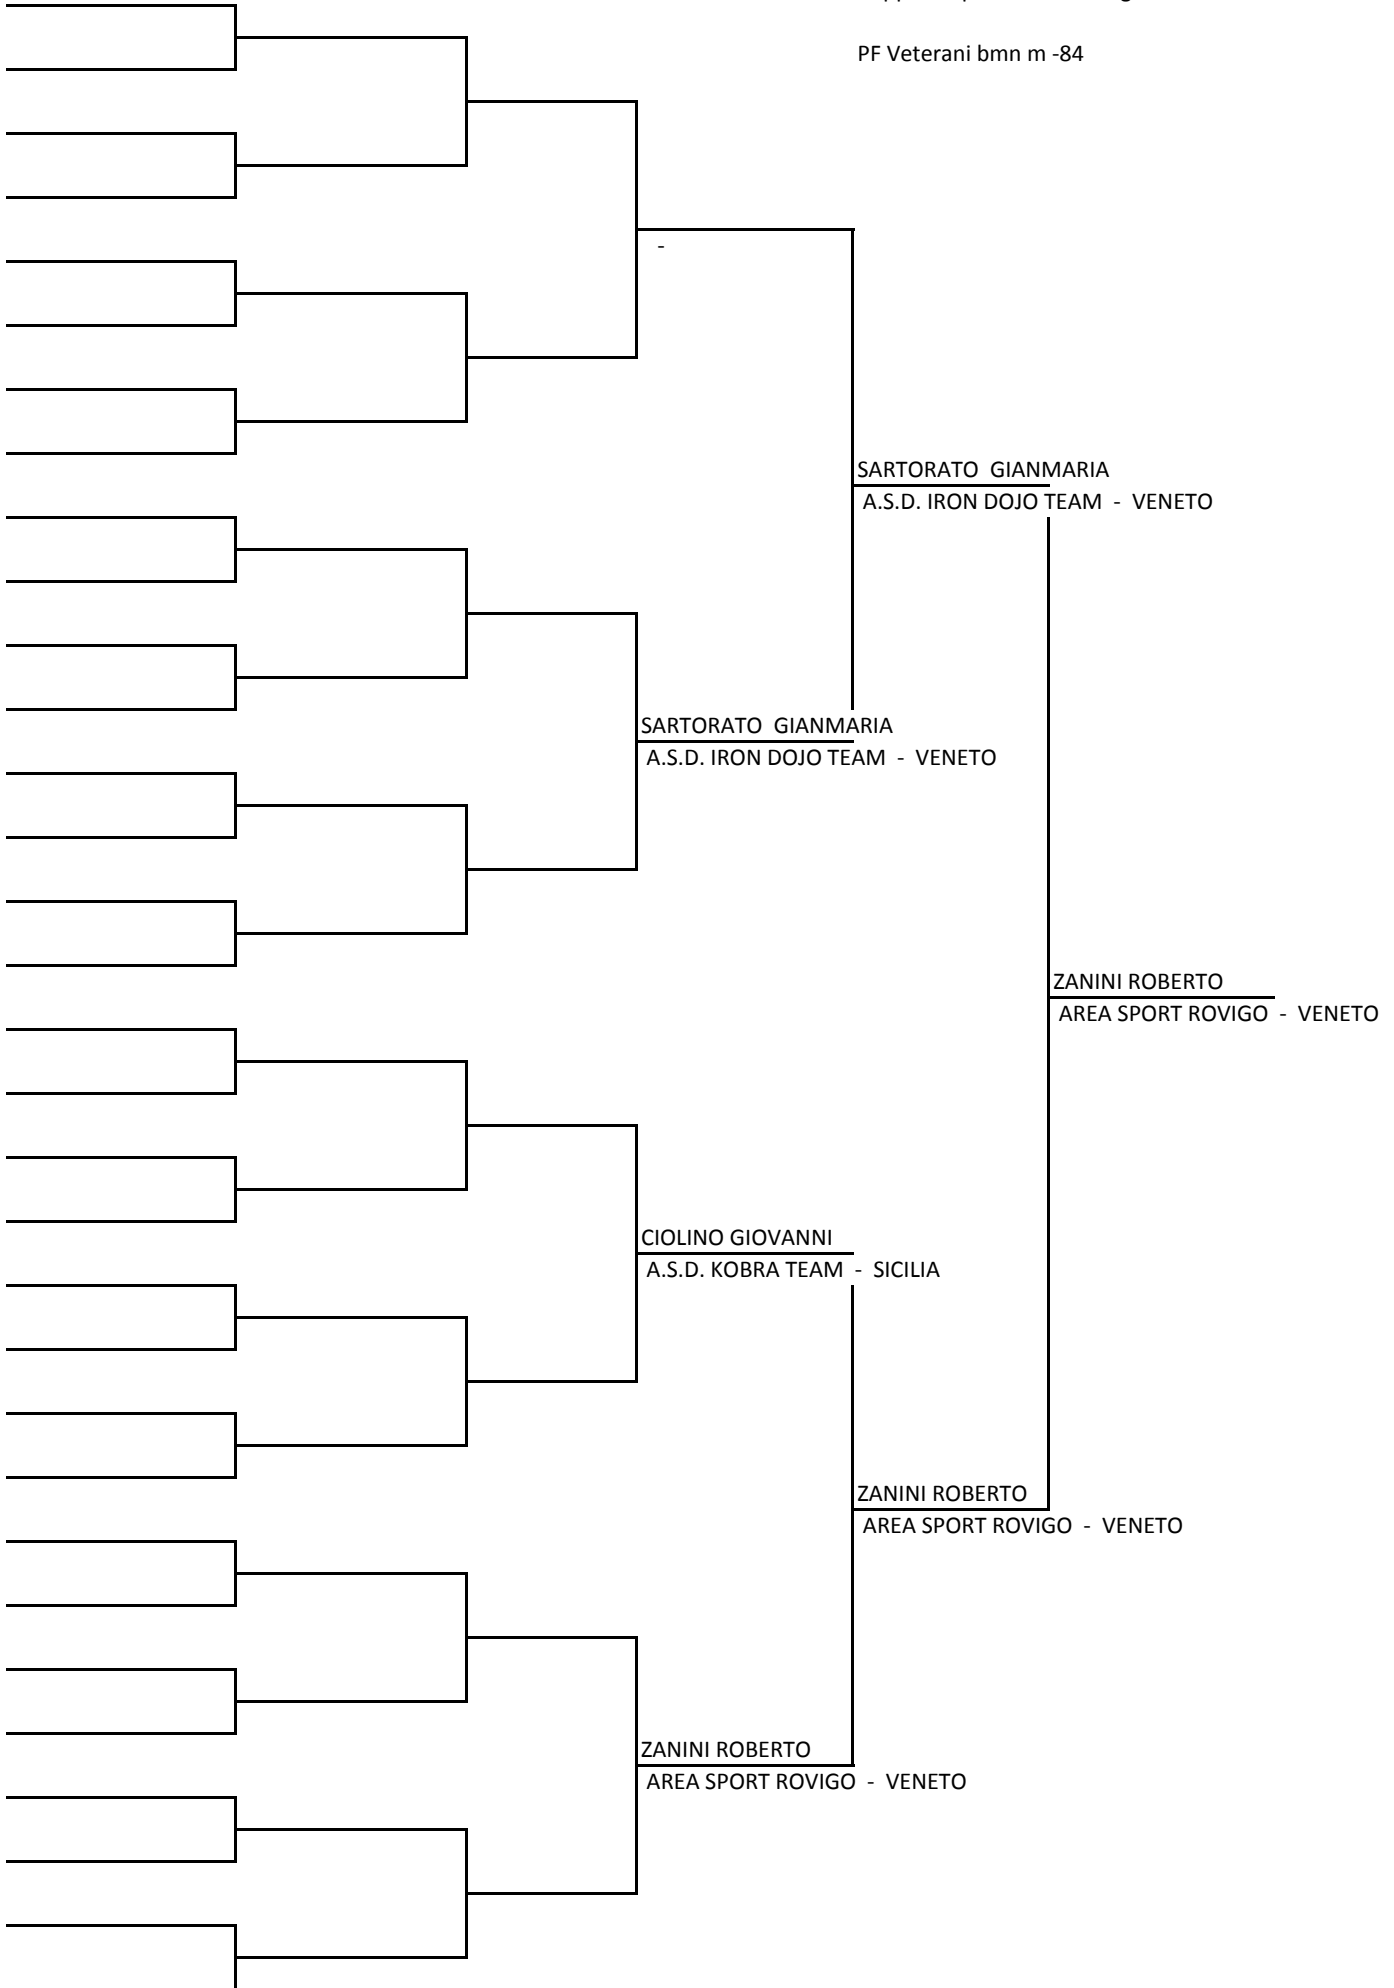 PF Veterani bmn m -84
-
SARTORATO  GIANMARIA
A.S.D. IRON DOJO TEAM  -  VENETO
SARTORATO  GIANMARIA
A.S.D. IRON DOJO TEAM  -  VENETO
ZANINI ROBERTO
AREA SPORT ROVIGO  -  VENETO
CIOLINO GIOVANNI
A.S.D. KOBRA TEAM  -  SICILIA
ZANINI ROBERTO
AREA SPORT ROVIGO  -  VENETO
ZANINI ROBERTO
AREA SPORT ROVIGO  -  VENETO